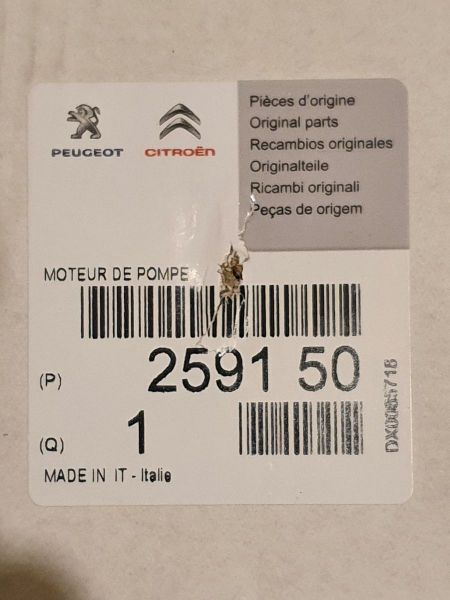 PEUGEOT
CITROËN
Pièces d'origine
Original parts
Recambios originales
Originalteile
Ricambi originali
Peças de origem
MOTEUR DE POMPE
(P) 2591 50
(Q) 1
MADE IN IT - Italie